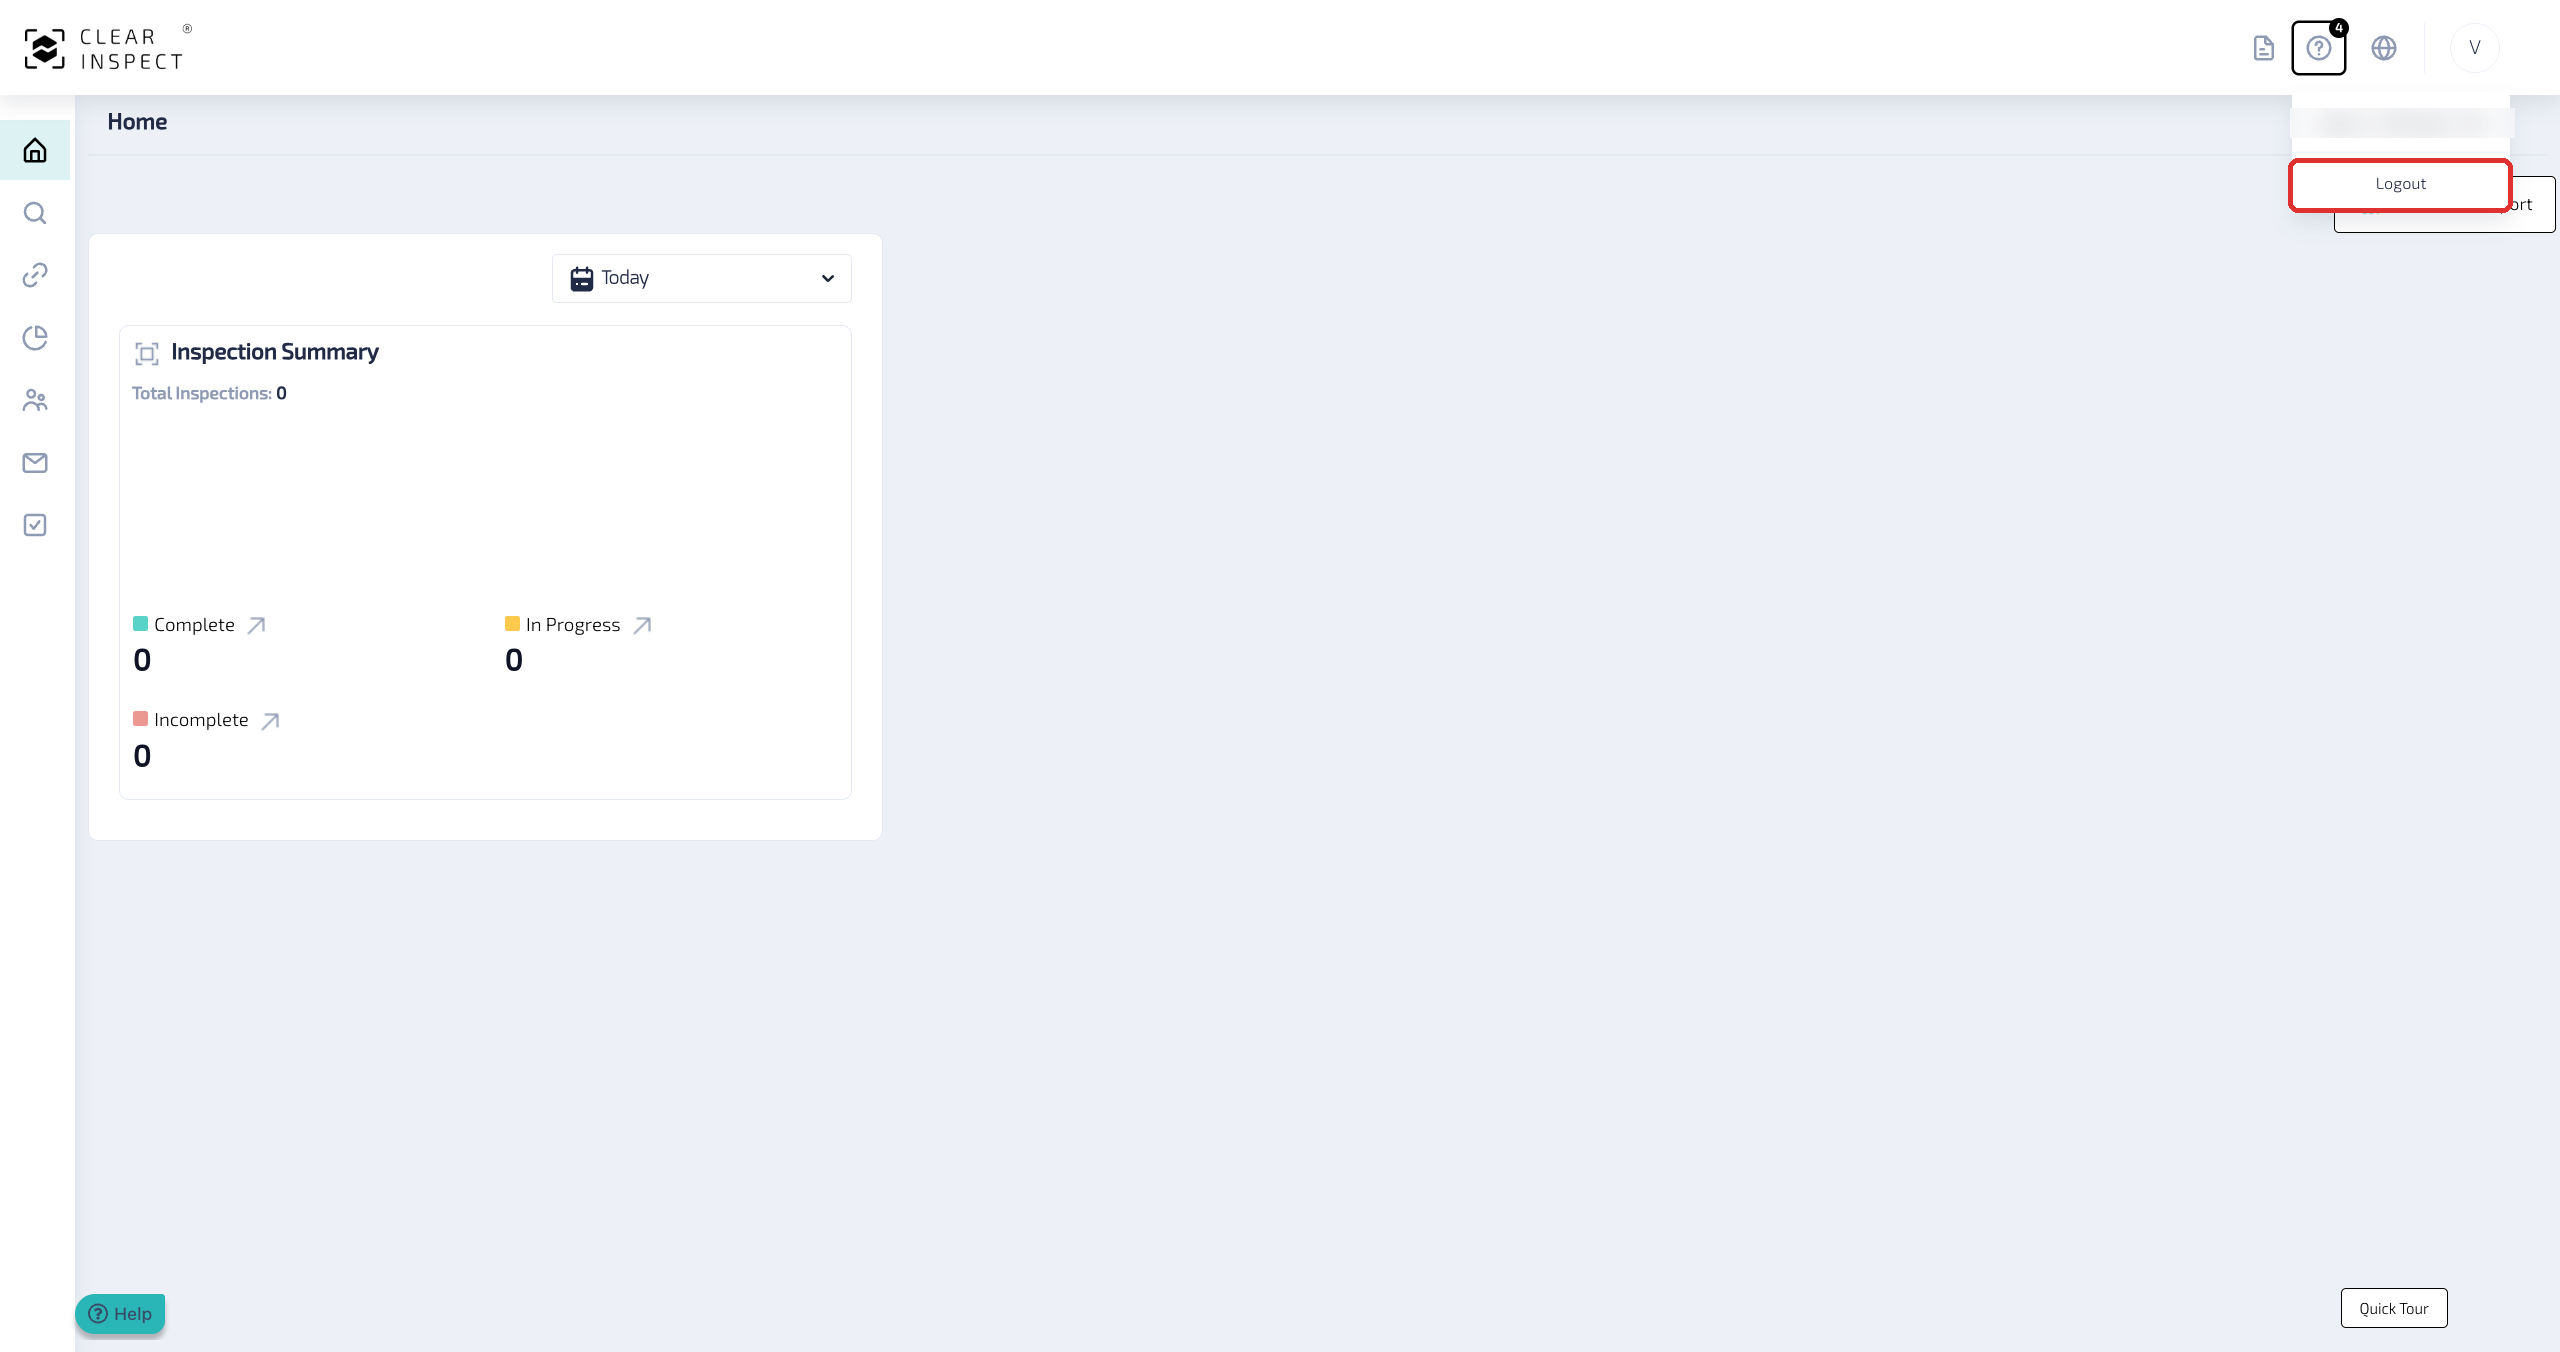 CLEAR ®
INSPECT
4
V
Home
Logout
ort
Today
Inspection Summary
Total Inspections: 0
Complete
0
In Progress
0
Incomplete
0
Help
Quick Tour